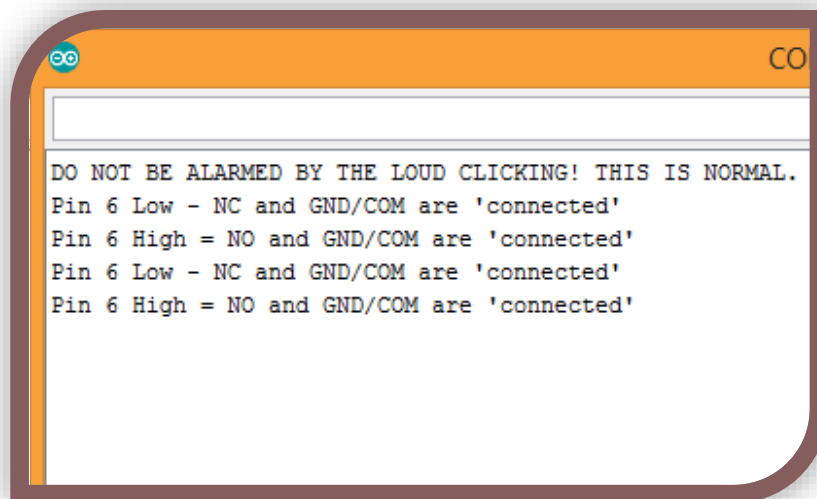 CO
DO NOT BE ALARMED BY THE LOUD CLICKING! THIS IS NORMAL.
Pin 6 Low - NC and GND/COM are 'connected'
Pin 6 High = NO and GND/COM are 'connected'
Pin 6 Low - NC and GND/COM are 'connected'
Pin 6 High = NO and GND/COM are 'connected'